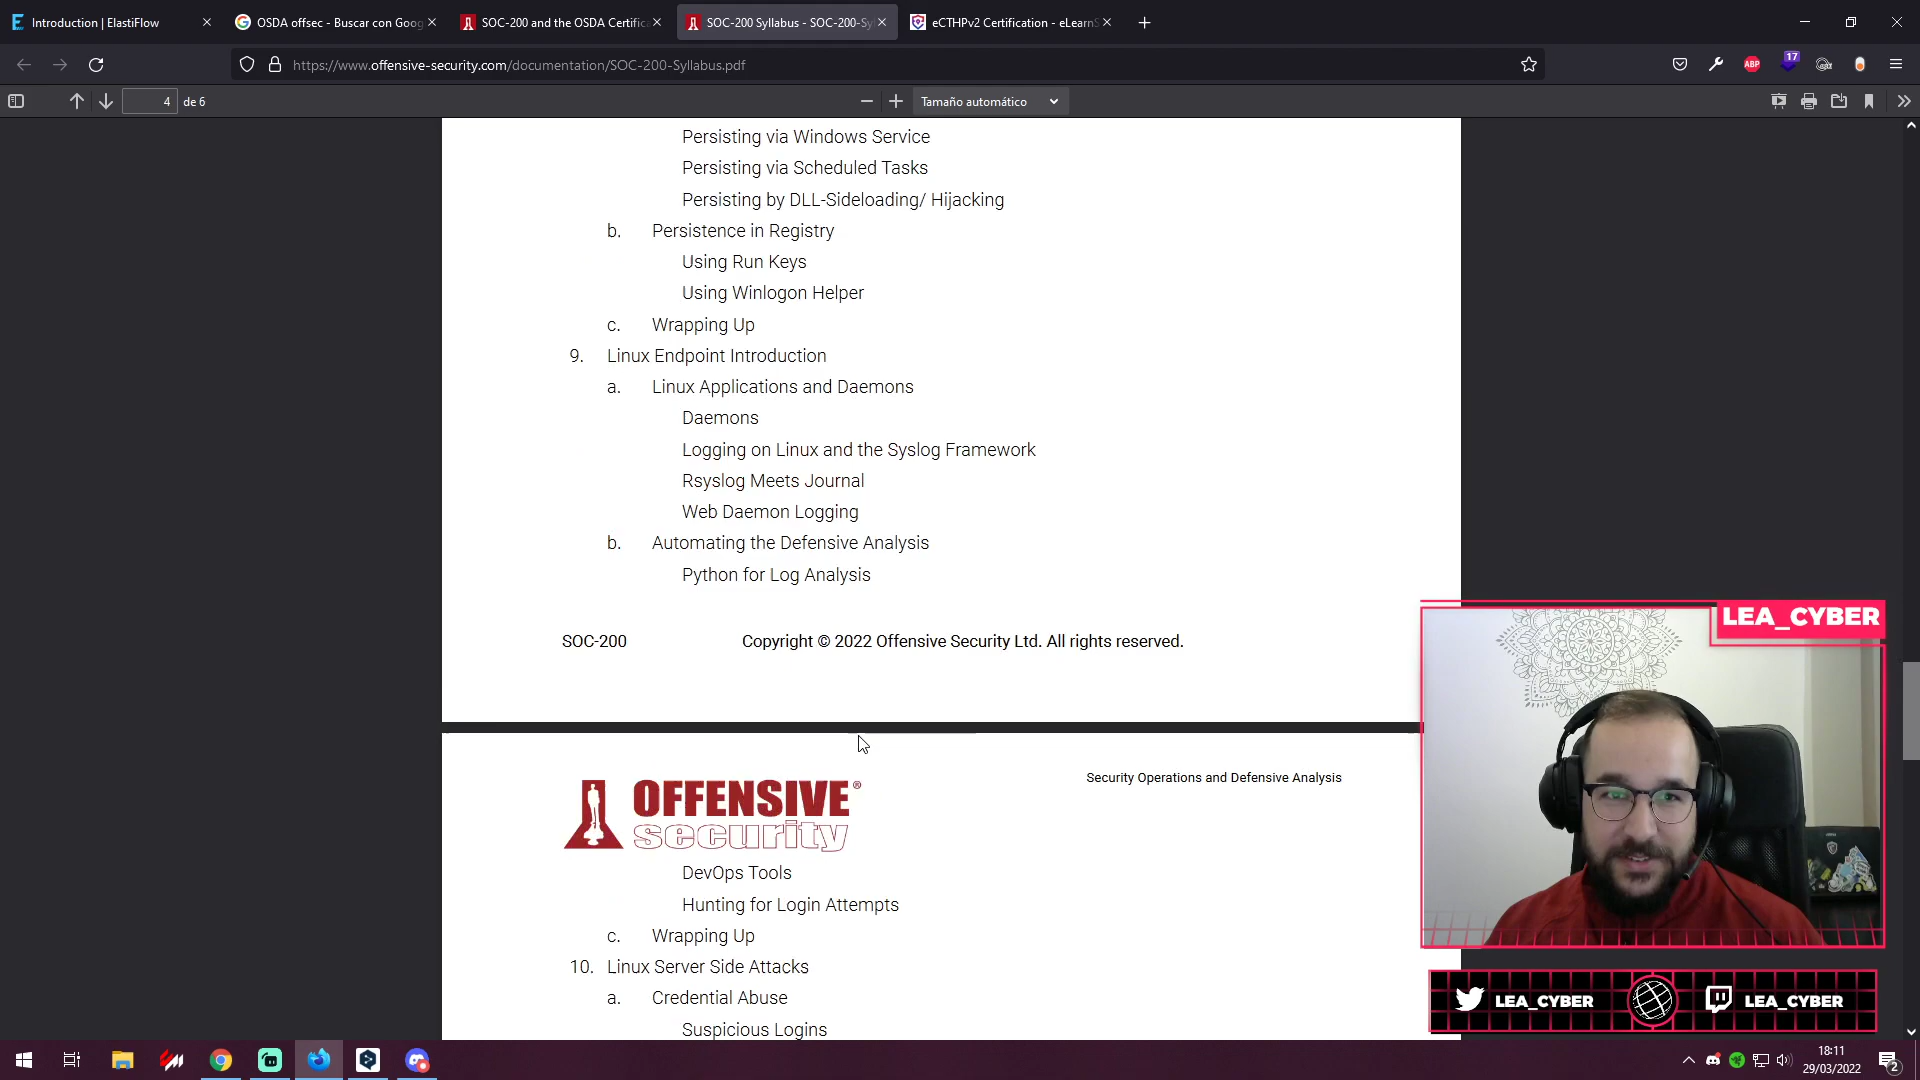 Introduction | ElastiFlow
OSDA offsec - Buscar con Goog
SOC-200 and the OSDA Certifica
SOC-200 Syllabus - SOC-200-Sy
eCTHPv2 Certification - eLearnS
https://www.offensive-security.com/documentation/SOC-200-Syllabus.pdf
ABP
17
4 de 6
Tamaño automático
Persisting via Windows Service
Persisting via Scheduled Tasks
Persisting by DLL-Sideloading/ Hijacking
b. Persistence in Registry
Using Run Keys
Using Winlogon Helper
c. Wrapping Up
9. Linux Endpoint Introduction
a. Linux Applications and Daemons
Daemons
Logging on Linux and the Syslog Framework
Rsyslog Meets Journal
Web Daemon Logging
b. Automating the Defensive Analysis
Python for Log Analysis
SOC-200 Copyright © 2022 Offensive Security Ltd. All rights reserved.
LEA_CYBER
OFFENSIVE®
security
Security Operations and Defensive Analysis
DevOps Tools
Hunting for Login Attempts
c. Wrapping Up
10. Linux Server Side Attacks
a. Credential Abuse
Suspicious Logins
LEA_CYBER
LEA_CYBER
18:11
29/03/2022
2